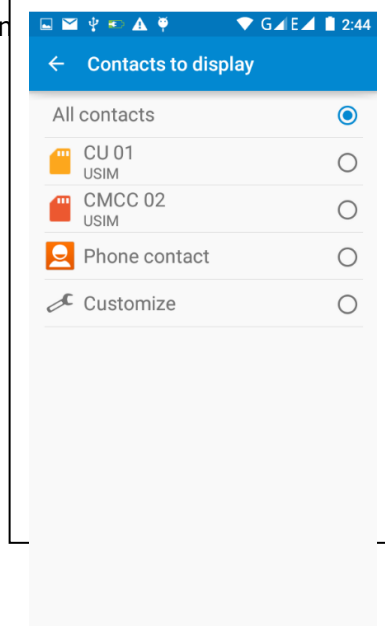 n
G E 2:44
Contacts to display
All contacts
CU 01
USIM
CMCC 02
USIM
Phone contact
Customize